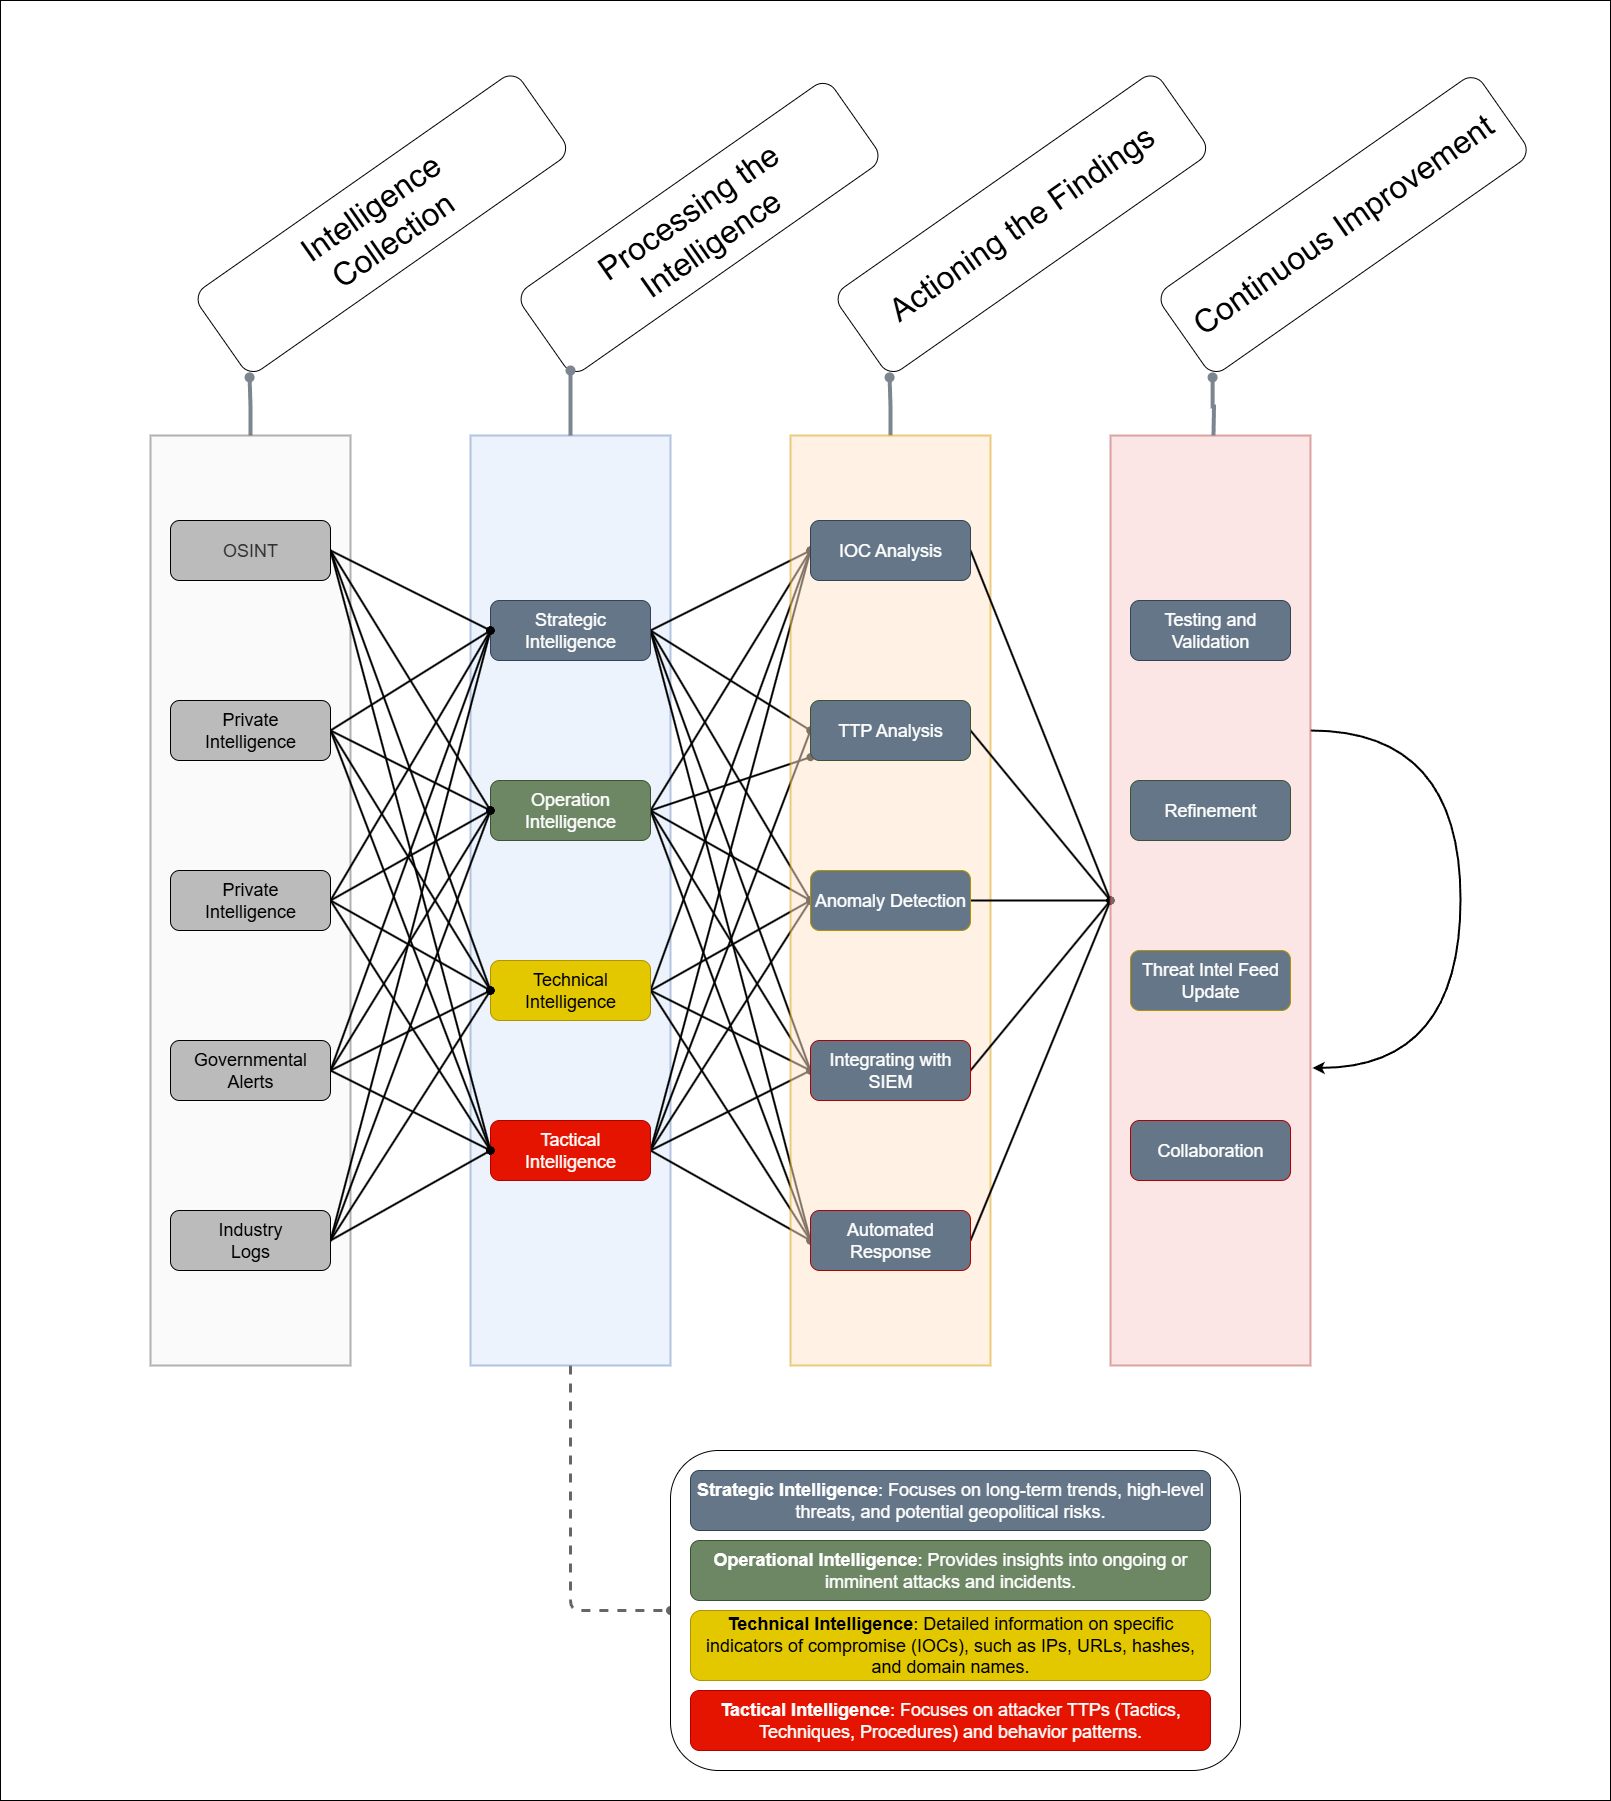 Intelligence
Collection
Processing the
Intelligence
Actioning the Findings
Continuous Improvement
OSINT
Private
Intelligence
Private
Intelligence
Governmental
Alerts
Industry
Logs
Strategic
Intelligence
Operation
Intelligence
Technical
Intelligence
Tactical
Intelligence
IOC Analysis
TTP Analysis
Anomaly Detection
Integrating with
SIEM
Automated
Response
Testing and
Validation
Refinement
Threat Intel Feed
Update
Collaboration
Strategic Intelligence: Focuses on long-term trends, high-level
threats, and potential geopolitical risks.
Operational Intelligence: Provides insights into ongoing or
imminent attacks and incidents.
Technical Intelligence: Detailed information on specific
indicators of compromise (IOCs), such as IPs, URLs, hashes,
and domain names.
Tactical Intelligence: Focuses on attacker TTPs (Tactics,
Techniques, Procedures) and behavior patterns.